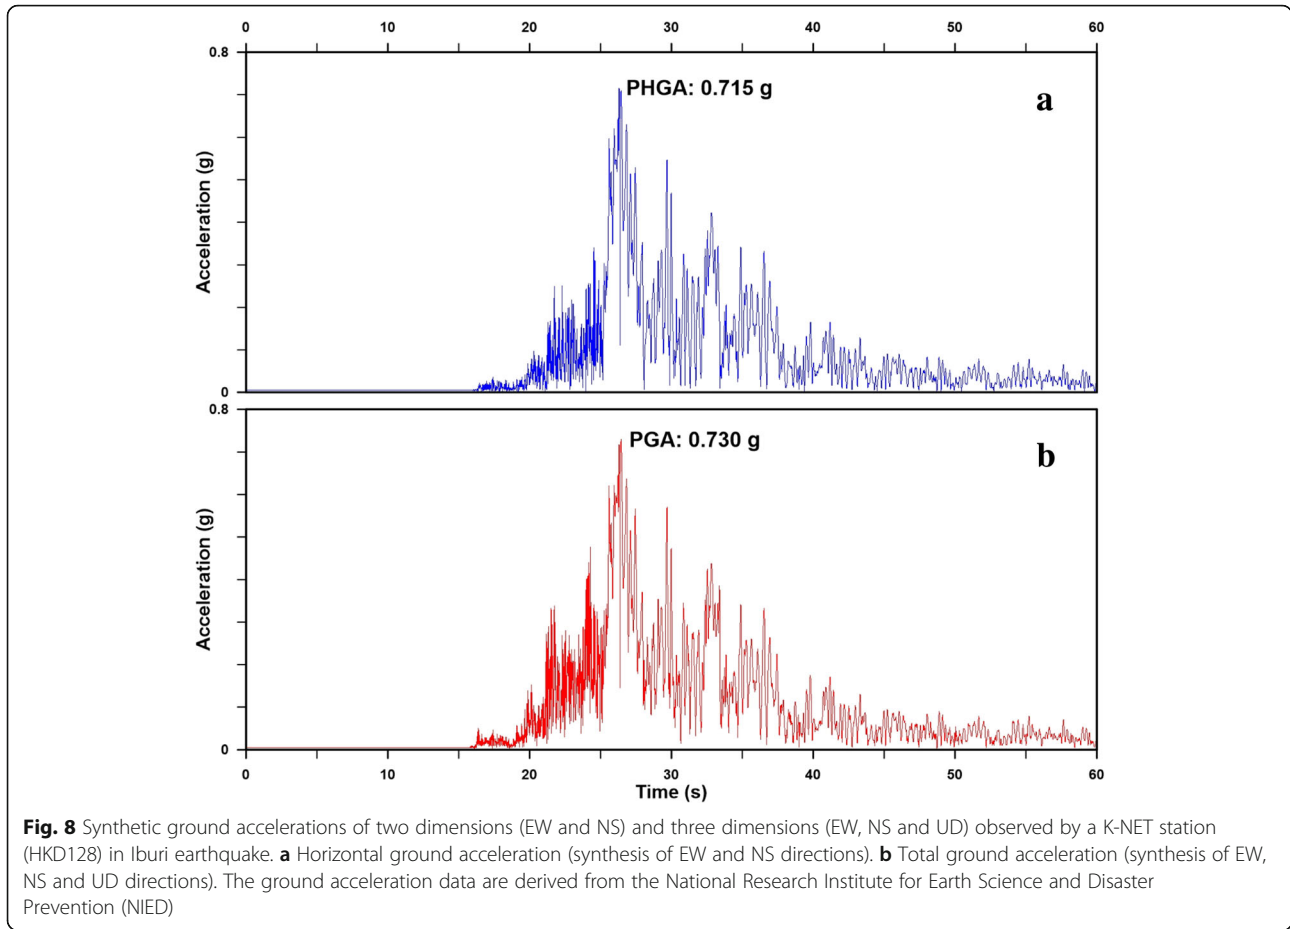 0 10 20 30 40 50 60
0.8
PHGA: 0.715 g
a
Acceleration (g)
0
0.8
PGA: 0.730 g
b
Acceleration (g)
0
0 10 20 30 40 50 60
Time (s)
Fig. 8 Synthetic ground accelerations of two dimensions (EW and NS) and three dimensions (EW, NS and UD) observed by a K-NET station
(HKD128) in Iburi earthquake. a Horizontal ground acceleration (synthesis of EW and NS directions). b Total ground acceleration (synthesis of EW,
NS and UD directions). The ground acceleration data are derived from the National Research Institute for Earth Science and Disaster
Prevention (NIED)